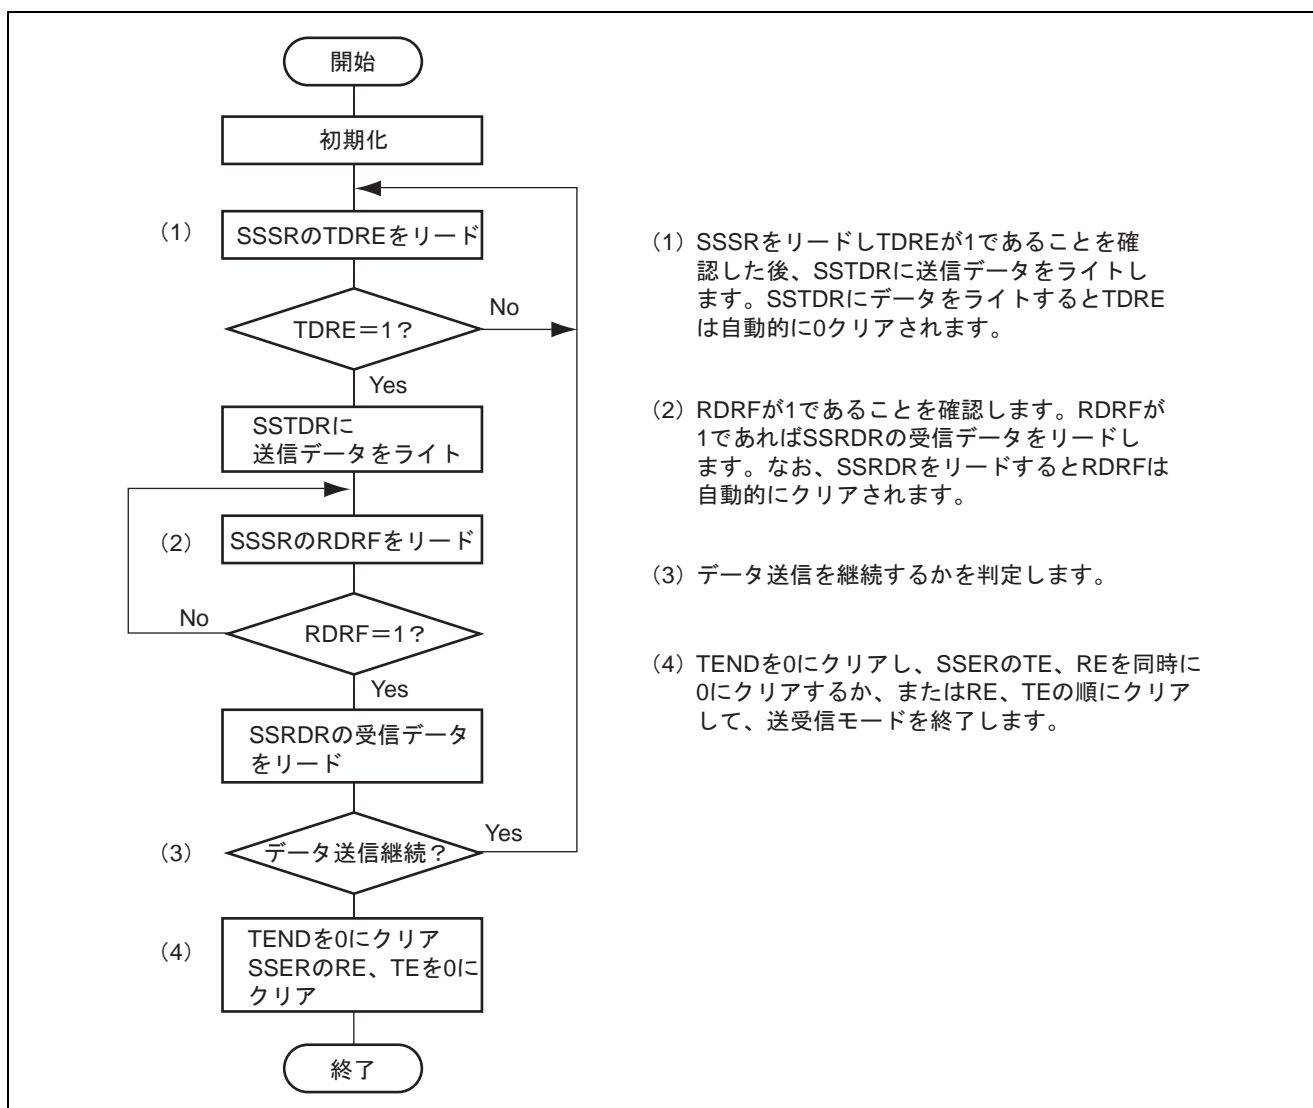 開始
初期化
(1)
SSSRのTDREをリード
TDRE=1?
No
Yes
SSTDRに
送信データをライト
(2)
SSSRのRDRFをリード
No
RDRF=1?
Yes
SSRDRの受信データ
をリード
(3)
データ送信継続?
Yes
(4)
TENDを0にクリア
SSERのRE、TEを0に
クリア
終了
(1) SSSRをリードしTDREが1であることを確
認した後、SSTDRに送信データをライトし
ます。SSTDRにデータをライトするとTDRE
は自動的に0クリアされます。
(2) RDRFが1であることを確認します。RDRFが
1であればSSRDRの受信データをリードし
ます。なお、SSRDRをリードするとRDRFは
自動的にクリアされます。
(3) データ送信を継続するかを判定します。
(4) TENDを0にクリアし、SSERのTE、REを同時に
0にクリアするか、またはRE、TEの順にクリア
して、送受信モードを終了します。